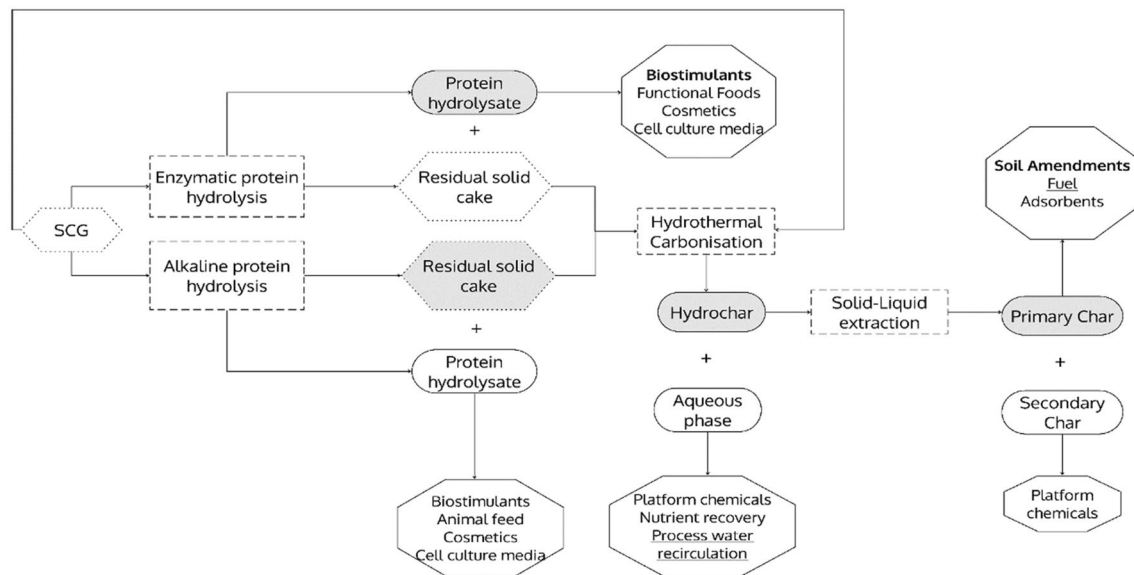 Protein
hydrolysate
+
Biostimulants
Functional Foods
Cosmetics
Cell culture media
Enzymatic protein
hydrolysis
Residual solid
cake
SCG
Alkaline protein
hydrolysis
Residual solid
cake
+
Protein
hydrolysate
Biostimulants
Animal feed
Cosmetics
Cell culture media
Hydrothermal
Carbonisation
Hydrochar
+
Aqueous
phase
Platform chemicals
Nutrient recovery
Process water
recirculation
Solid-Liquid
extraction
Soil Amendments
Fuel
Adsorbents
Primary Char
+
Secondary
Char
Platform
chemicals